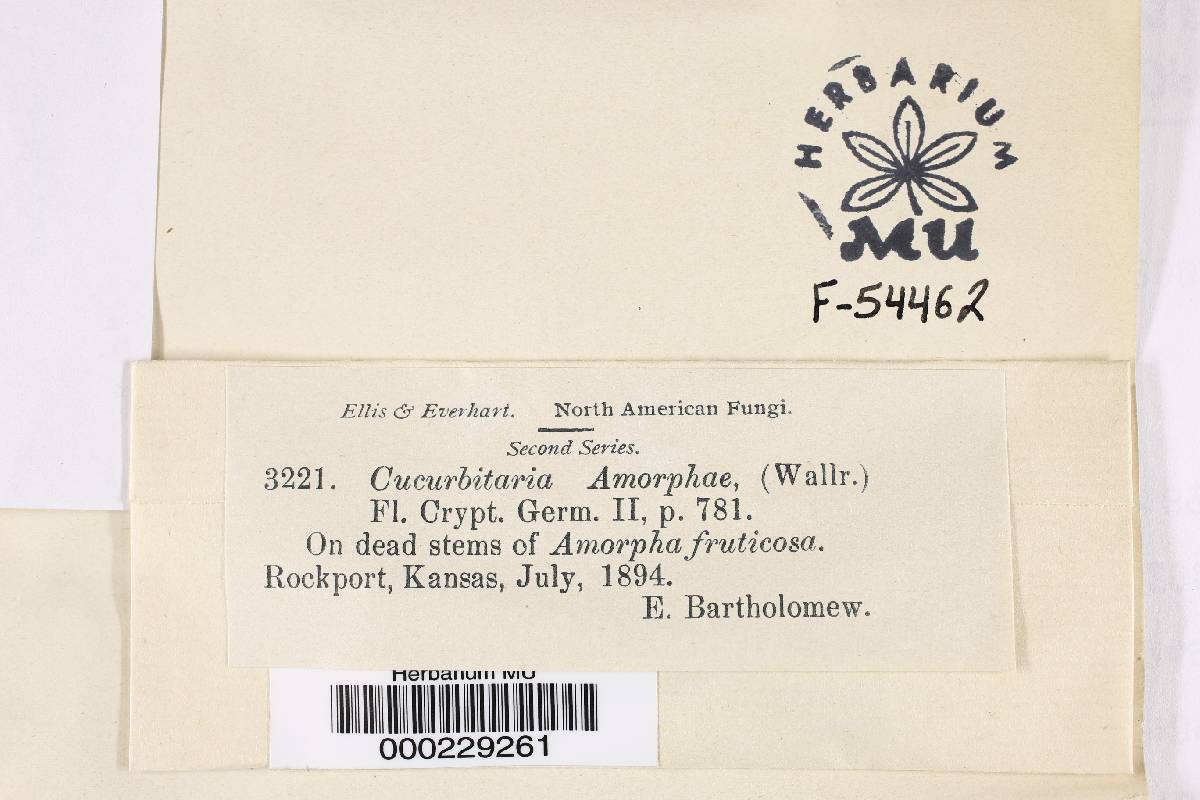 HERBARIUM
MU
F-54462
Ellis & Everhart. North American Fungi.
Second Series.
3221. Cucurbitaria Amorphae, (Wallr.)
Fl. Crypt. Germ. II, p. 781.
On dead stems of Amorpha fruticosa.
Rockport, Kansas, July, 1894.
E. Bartholomew.
Herbarium MU
000229261